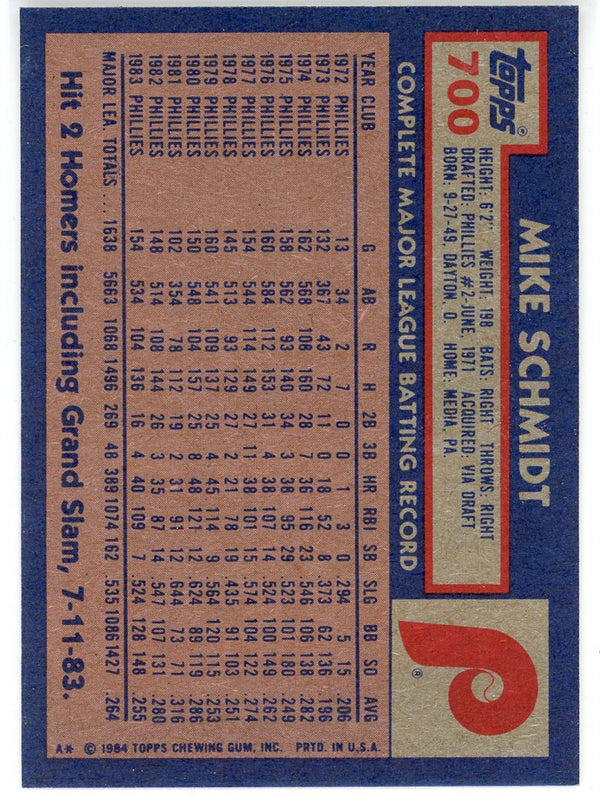 topps®
700
MIKE SCHMIDT
HEIGHT: 6'2" WEIGHT: 198 BATS: RIGHT THROWS: RIGHT
DRAFTED: PHILLIES #2-JUNE, 1971 ACQUIRED: VIA DRAFT
BORN: 9-27-49, DAYTON, O HOME: MEDIA, PA
P®
COMPLETE MAJOR LEAGUE BATTING RECORD
YEAR CLUB G AB R H 2B 3B HR RBI SB SLG BB SO AVG
1972 PHILLIES 13 34 2 7 0 0 1 3 0 .294 5 15 .206
1973 PHILLIES 132 367 43 72 11 0 18 52 8 .373 62 136 .196
1974 PHILLIES 162 568 108 160 28 7 36 116 23 .546 106 138 .282
1975 PHILLIES 158 562 93 140 34 3 38 95 29 .523 101 180 .249
1976 PHILLIES 160 584 112 153 31 4 38 107 14 .524 100 149 .262
1977 PHILLIES 154 544 114 149 27 11 38 101 15 .574 104 122 .274
1978 PHILLIES 145 513 93 129 27 2 21 78 19 .435 91 103 .251
1979 PHILLIES 160 541 109 137 25 4 45 114 9 .564 120 115 .253
1980 PHILLIES 150 548 104 157 25 8 48 121 12 .624 89 119 .286
1981 PHILLIES 102 354 78 112 19 2 31 91 12 .644 73 71 .316
1982 PHILLIES 148 514 108 144 26 3 35 87 14 .547 107 131 .280
1983 PHILLIES 154 534 104 136 16 4 40 109 7 .524 128 148 .255
MAJOR LEA. TOTALS ... 1638 5663 1068 1496 269 48 389 1074 162 .535 1086 1427 .264
Hit 2 Homers including Grand Slam, 7-11-83.
A* © 1984 TOPPS CHEWING GUM, INC. PRTD. IN U.S.A.